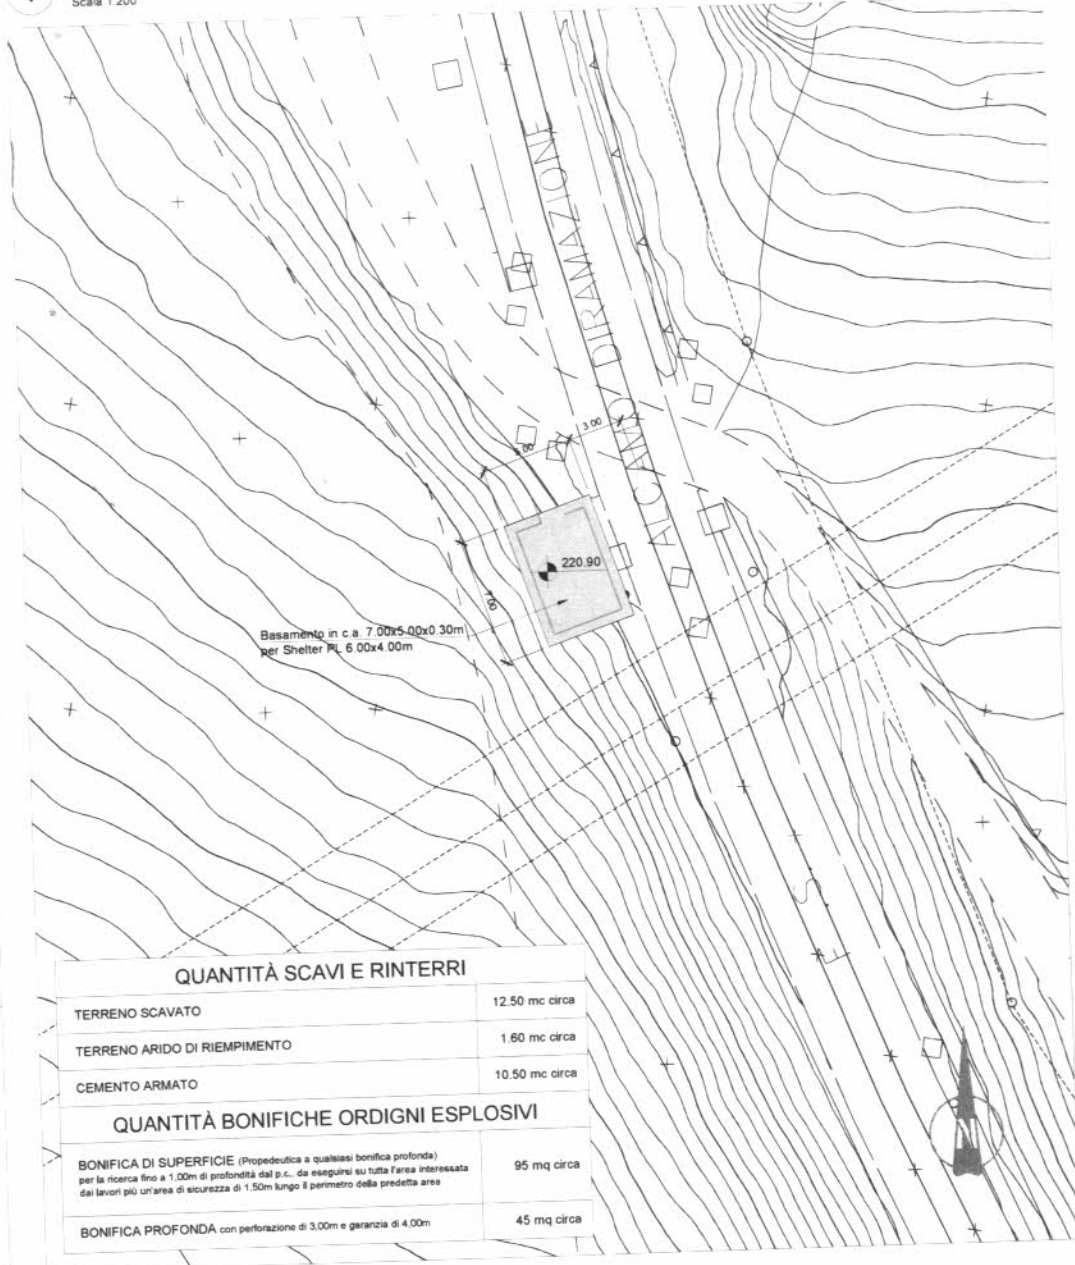 Scala 1:200
ALCAMO / DIRAMAZIONE
3.00
5.00
220.90
7.00
Basamento in c.a. 7.00x5.00x0.30m
per Shelter PL 6.00x4.00m
S. F
N
QUANTITÀ SCAVI E RINTERRI
TERRENO SCAVATO 12.50 mc circa
TERRENO ARIDO DI RIEMPIMENTO 1.60 mc circa
CEMENTO ARMATO 10.50 mc circa
QUANTITÀ BONIFICHE ORDIGNI ESPLOSIVI
BONIFICA DI SUPERFICIE (Propedeutica a qualsiasi bonifica profonda)
per la ricerca fino a 1,00m di profondità dal p.c., da eseguirsi su tutta l'area interessata
dai lavori più un'area di sicurezza di 1,50m lungo il perimetro della predetta area
95 mq circa
BONIFICA PROFONDA con perforazione di 3,00m e garanzia di 4,00m 45 mq circa